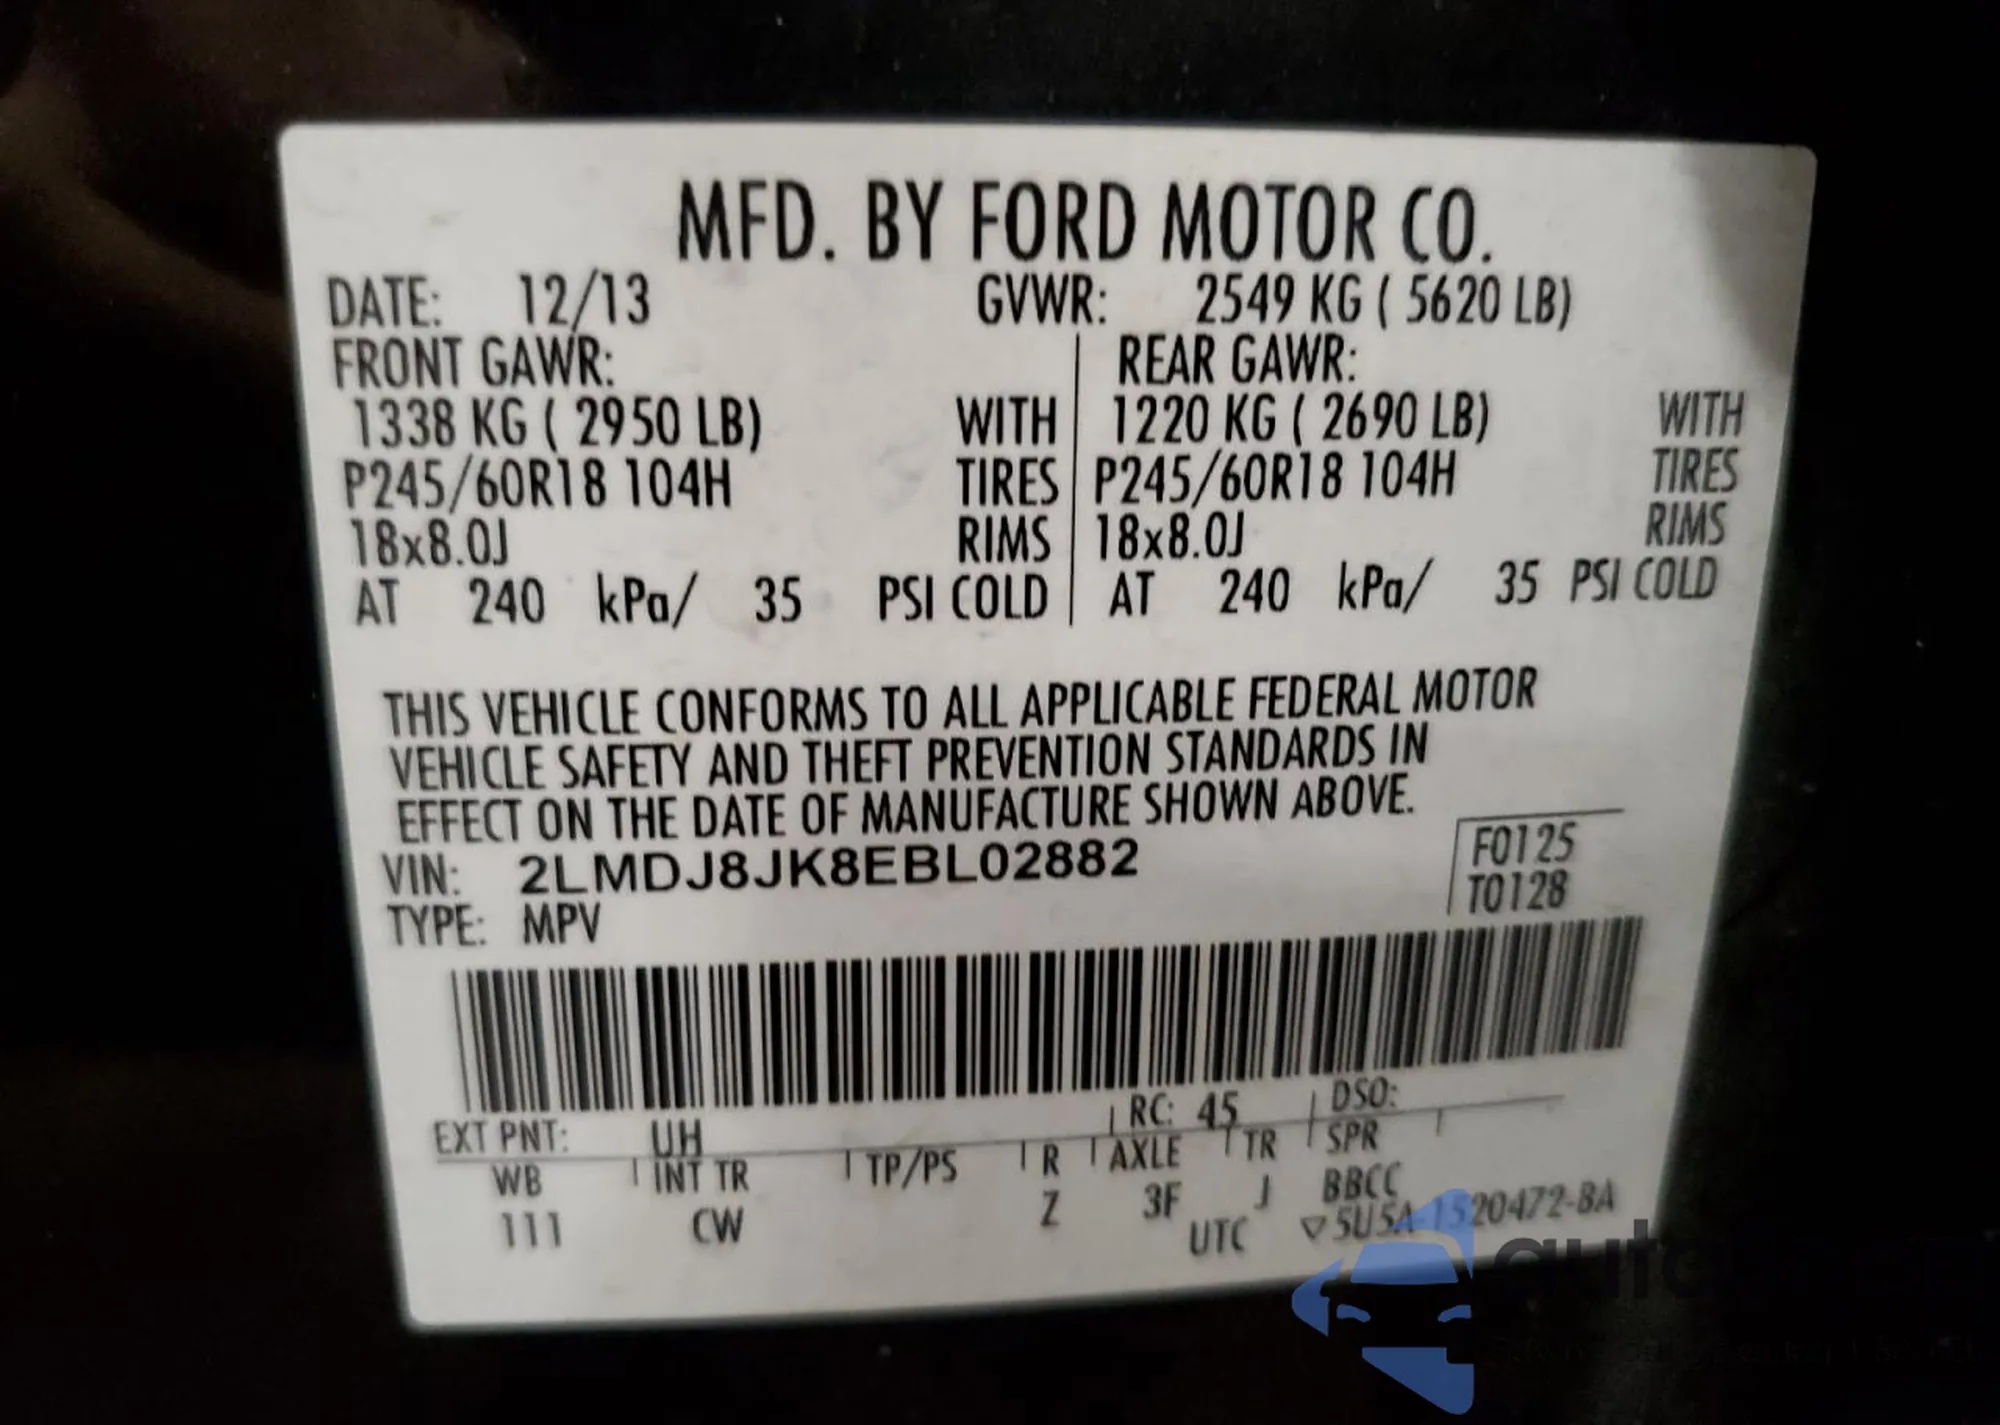 MFD. BY FORD MOTOR CO.
DATE: 12/13 GVWR: 2549 KG ( 5620 LB)
FRONT GAWR: REAR GAWR:
1338 KG ( 2950 LB) WITH 1220 KG ( 2690 LB) WITH
P245/60R18 104H TIRES P245/60R18 104H TIRES
18x8.0J RIMS 18x8.0J RIMS
AT 240 kPa/ 35 PSI COLD AT 240 kPa/ 35 PSI COLD
THIS VEHICLE CONFORMS TO ALL APPLICABLE FEDERAL MOTOR
VEHICLE SAFETY AND THEFT PREVENTION STANDARDS IN
EFFECT ON THE DATE OF MANUFACTURE SHOWN ABOVE.
F0125
VIN: 2LMDJ8JK8EBL02882
T0128
TYPE: MPV
EXT PNT: UH RC: 45 DSO:
WB INT TR TP/PS R AXLE TR SPR
111 CW Z 3F J BBCC
UTC ▽5U5A-1520472-BA